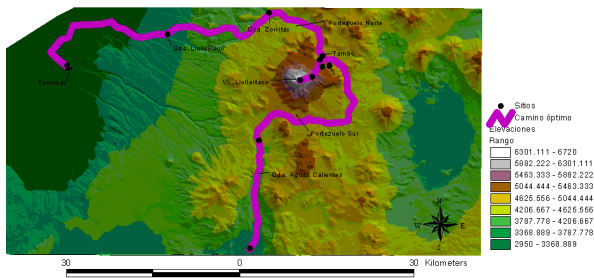 Qda. Zorritas
Portezuelo Norte
Qda. Llullaillaco
Tambo
Vn. Llullaillaco
Portezuelo Sur
Qda. Aguas Calientes
N
W
E
S
30 0 30 Kilometers
Sitios
Camino óptimo
Elevaciones
Rango
6301.111 - 6720
5882.222 - 6301.111
5463.333 - 5882.222
5044.444 - 5463.333
4625.556 - 5044.444
4206.667 - 4625.556
3787.778 - 4206.667
3368.889 - 3787.778
2950 - 3368.889